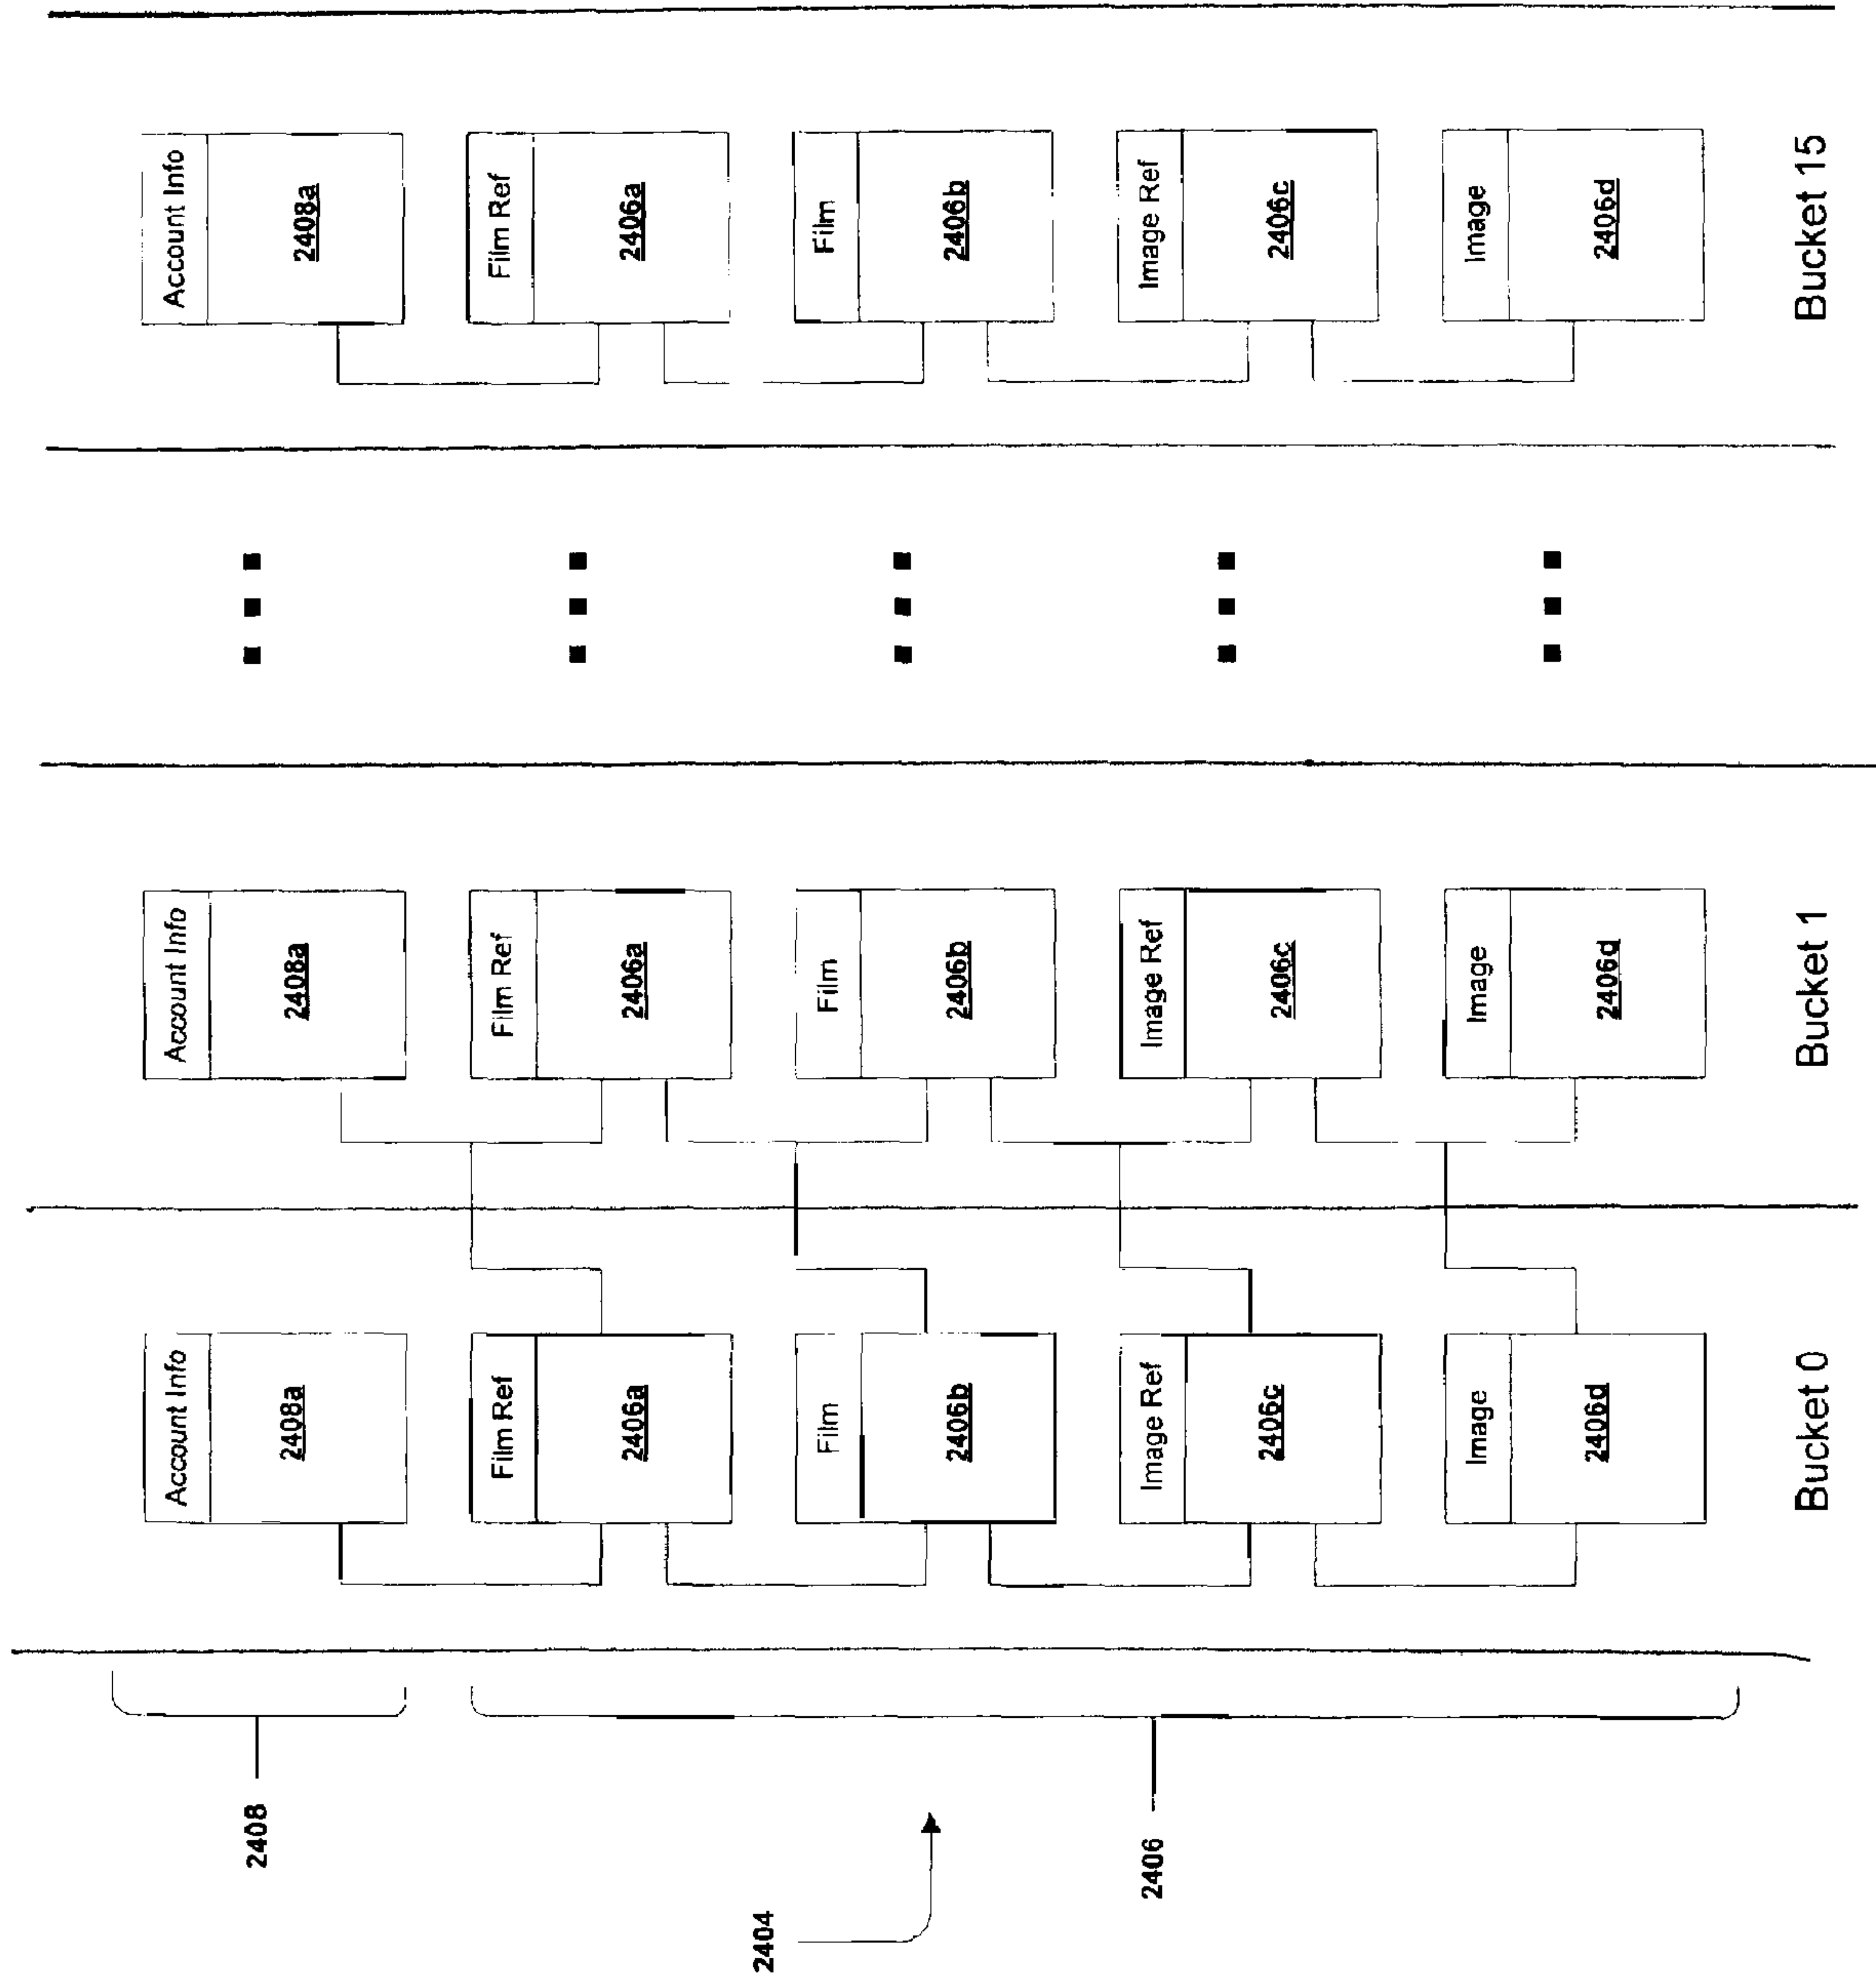 Account Info
Account Info
Account Info
2408
2408a
2408a
2408a
Film Ref
Film Ref
Film Ref
2406a
2406a
2406a
2404
Film
Film
Film
2406b
2406b
2406b
2406
Image Ref
Image Ref
Image Ref
2406c
2406c
2406c
Image
Image
Image
2406d
2406d
2406d
Bucket 0
Bucket 1
Bucket 15